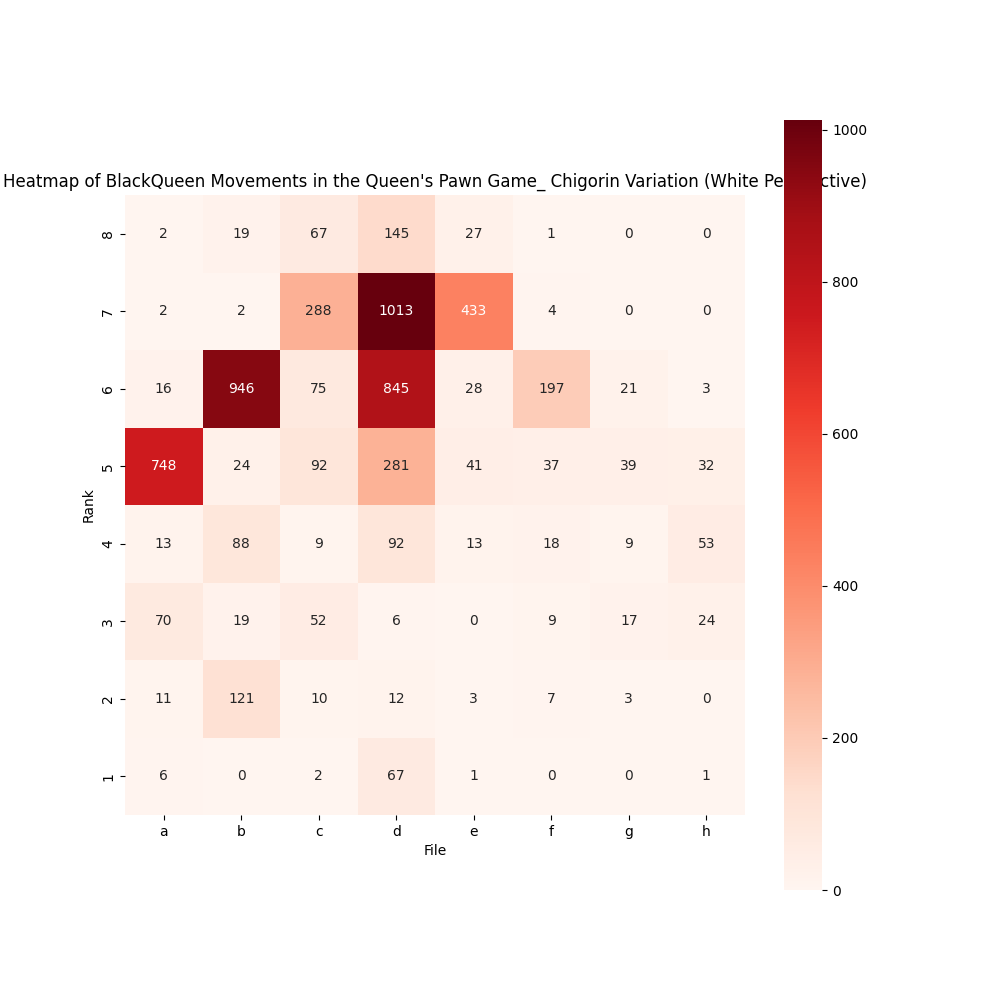 Heatmap of BlackQueen Movements in the Queen's Pawn Game_ Chigorin Variation (White Pe ctive)
8 2 19 67 145 27 1 0 0
7 2 2 288 1013 433 4 0 0
6 16 946 75 845 28 197 21 3
5 748 24 92 281 41 37 39 32
4 13 88 9 92 13 18 9 53
3 70 19 52 6 0 9 17 24
2 11 121 10 12 3 7 3 0
1 6 0 2 67 1 0 0 1
a b c d e f g h
File
Rank
1000
800
600
400
200
0